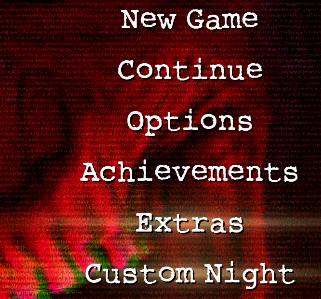 New Game
Continue
Options
Achievements
Extras
Custom Night